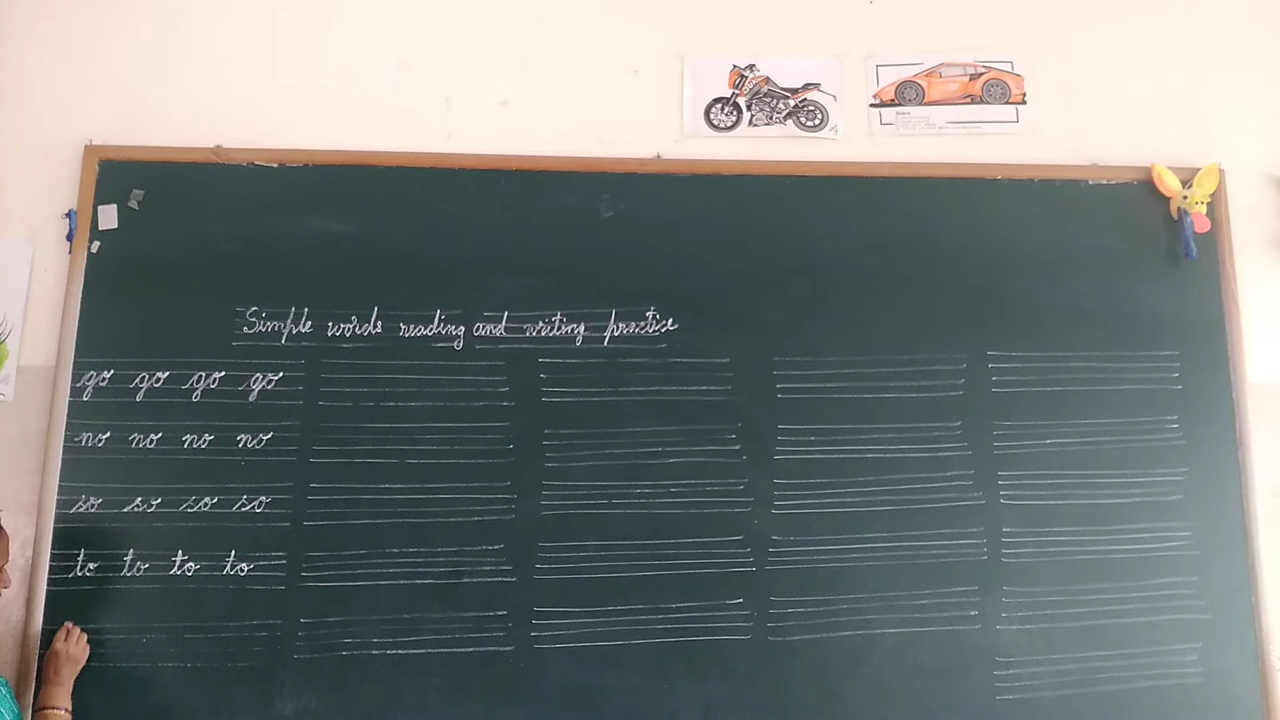 Simple words reading and writing practice
go go go go
no no no no
so so so so
to to to to